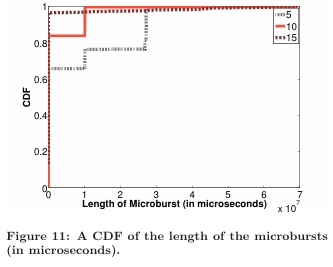 1
0.8
0.6
0.4
0.2
0
CDF
5
10
15
0 1 2 3 4 5 6 7
Length of Microburst (in microseconds)
x 10^7
Figure 11: A CDF of the length of the microbursts
(in microseconds).